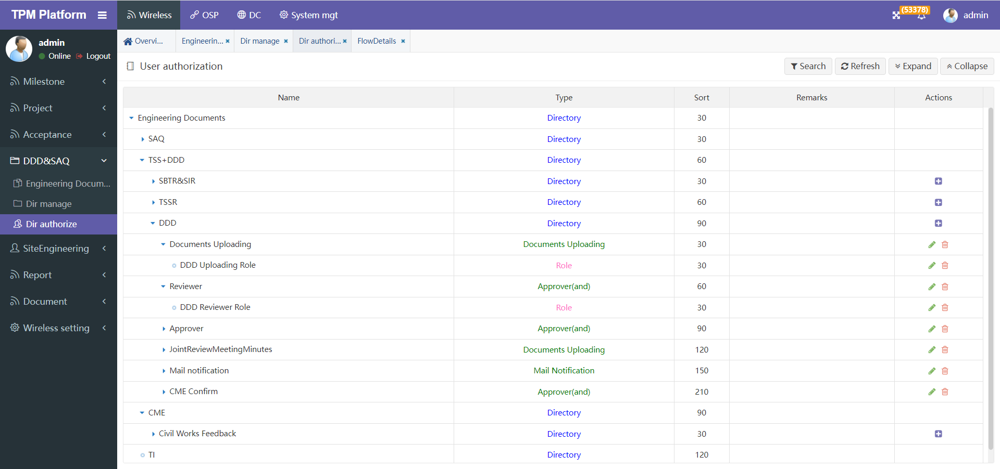 TPM Platform
Wireless
OSP
DC
System mgt
(53378)
admin
admin
Online
Logout
Milestone
Project
Acceptance
DDD&SAQ
Engineering Docum...
Dir manage
Dir authorize
SiteEngineering
Report
Document
Wireless setting
Overvi...
Engineerin...
Dir manage
Dir authori...
FlowDetails
User authorization
Search
Refresh
Expand
Collapse
Name Type Sort Remarks Actions
Engineering Documents Directory 30
SAQ Directory 30
TSS+DDD Directory 60
SBTR&SIR Directory 30
TSSR Directory 60
DDD Directory 90
Documents Uploading Documents Uploading 30
DDD Uploading Role Role 30
Reviewer Approver(and) 60
DDD Reviewer Role Role 30
Approver Approver(and) 90
JointReviewMeetingMinutes Documents Uploading 120
Mail notification Mail Notification 150
CME Confirm Approver(and) 210
CME Directory 90
Civil Works Feedback Directory 30
TI Directory 120